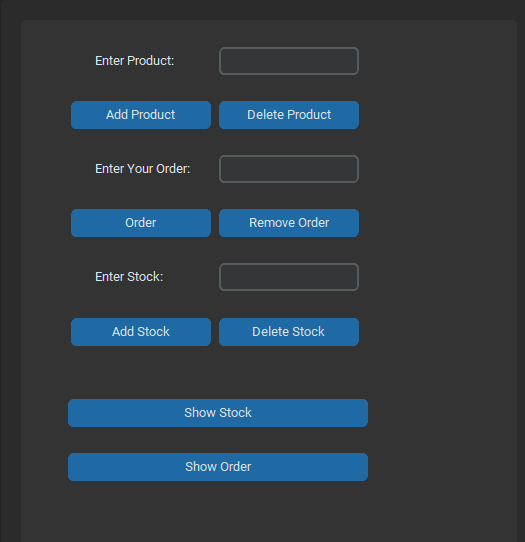 Enter Product:
Add Product Delete Product
Enter Your Order:
Order Remove Order
Enter Stock:
Add Stock Delete Stock
Show Stock
Show Order